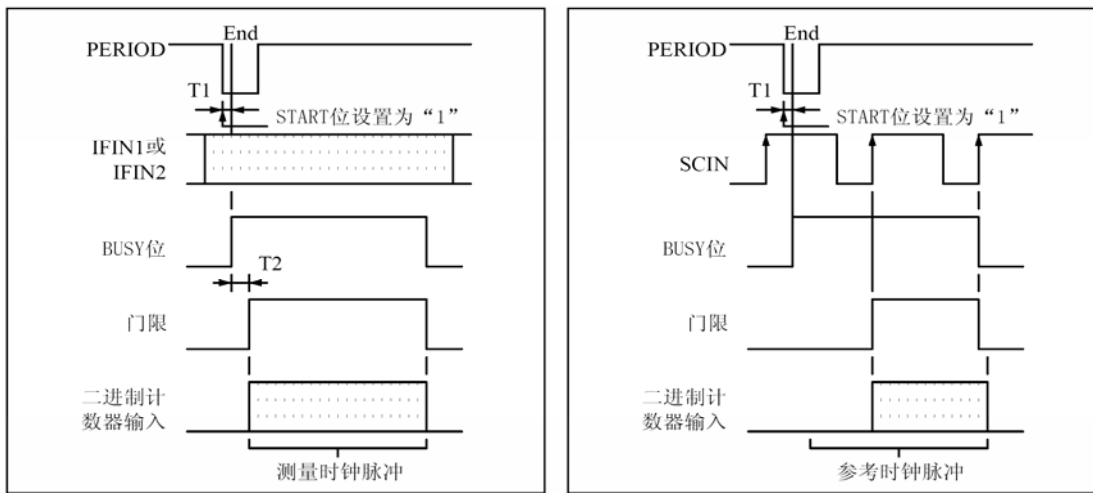 End
PERIOD
T1
START位设置为“1”
IFIN1或
IFIN2
BUSY位
T2
门限
二进制计
数器输入
测量时钟脉冲
End
PERIOD
T1
START位设置为“1”
SCIN
BUSY位
门限
二进制计
数器输入
参考时钟脉冲